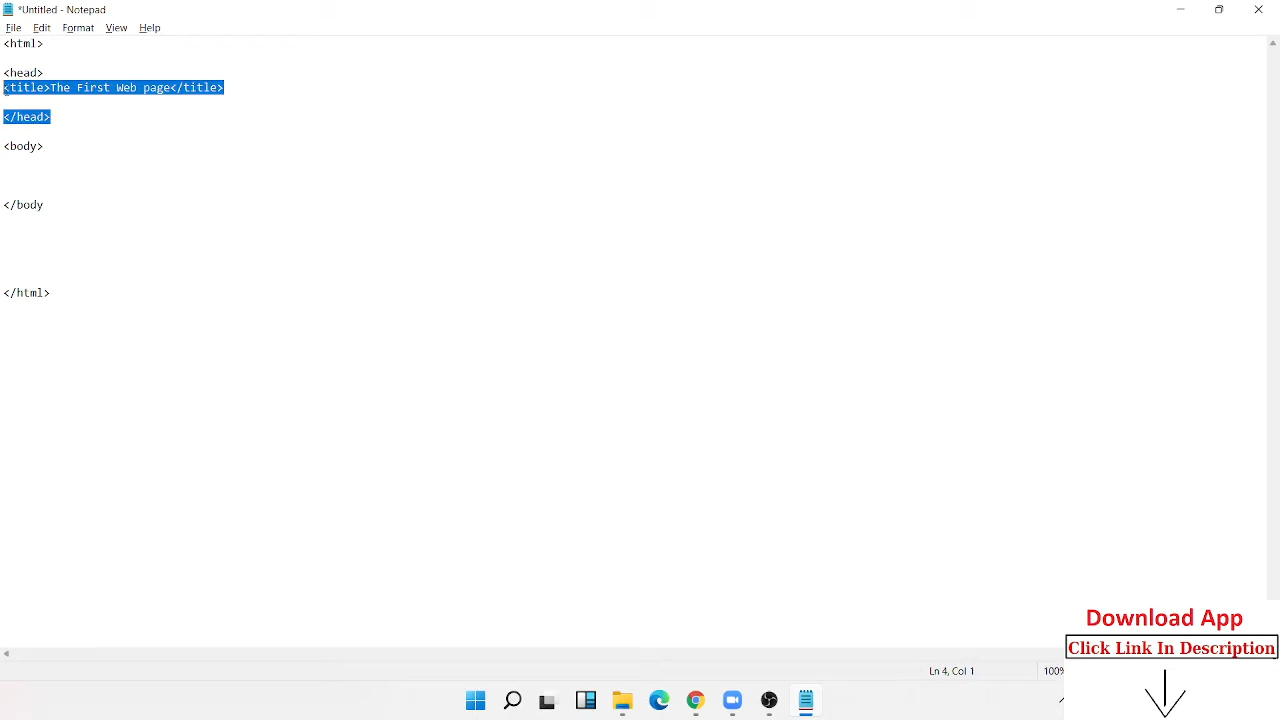 *Untitled - Notepad
File Edit Format View Help
<html>
<head>
<title>The First Web page</title>
</head>
<body>
</body
</html>
Download App
Click Link In Description
Ln 4, Col 1 100%